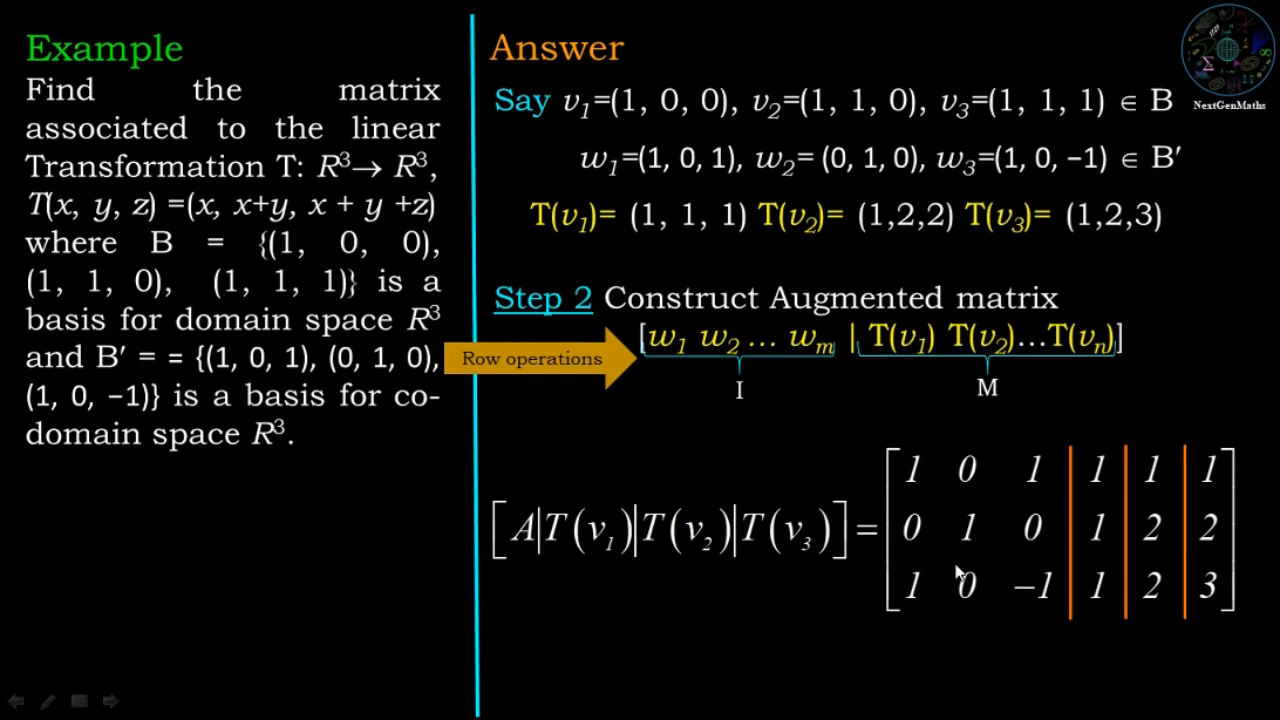 Example
Find the matrix
associated to the linear
Transformation T: R³→ R³,
T(x, y, z) =(x, x+y, x + y +z)
where B = {(1, 0, 0),
(1, 1, 0), (1, 1, 1)} is a
basis for domain space R³
and B′ = = {(1, 0, 1), (0, 1, 0),
(1, 0, −1)} is a basis for co-
domain space R³.
Answer
Say v₁=(1, 0, 0), v₂=(1, 1, 0), v₃=(1, 1, 1) ∈ B
w₁=(1, 0, 1), w₂= (0, 1, 0), w₃=(1, 0, −1) ∈ B′
T(v₁)= (1, 1, 1) T(v₂)= (1,2,2) T(v₃)= (1,2,3)
Step 2 Construct Augmented matrix
[w₁ w₂ … wₘ | T(v₁) T(v₂)…T(vₙ)]
Row operations
I M
[A|T(v₁)|T(v₂)|T(v₃)]=
1 0 1 1 1 1
0 1 0 1 2 2
1 0 −1 1 2 3
NextGenMaths